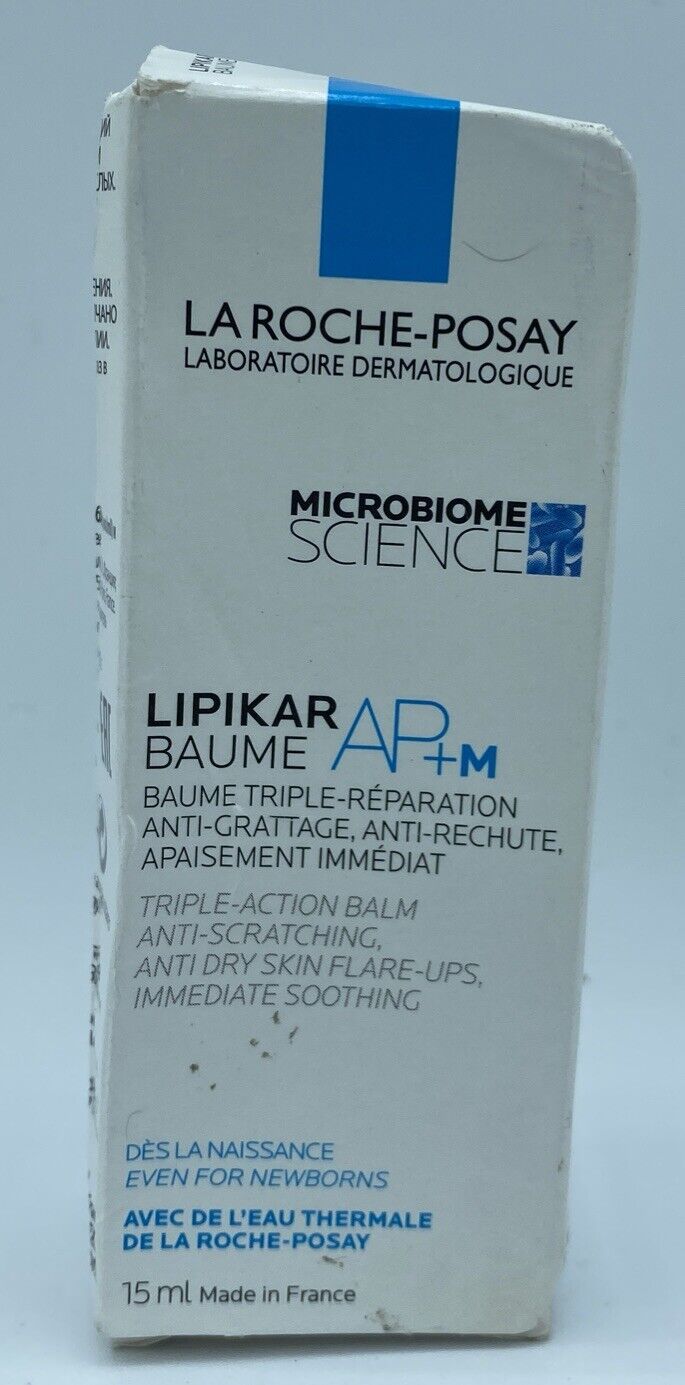 LIPIKAR
LA ROCHE-POSAY
LABORATOIRE DERMATOLOGIQUE
MICROBIOME
SCIENCE
LIPIKAR
BAUME AP+M
BAUME TRIPLE-RÉPARATION
ANTI-GRATTAGE, ANTI-RECHUTE,
APAISEMENT IMMÉDIAT
TRIPLE-ACTION BALM
ANTI-SCRATCHING,
ANTI DRY SKIN FLARE-UPS,
IMMEDIATE SOOTHING
DÈS LA NAISSANCE
EVEN FOR NEWBORNS
AVEC DE L'EAU THERMALE
DE LA ROCHE-POSAY
15 ml Made in France